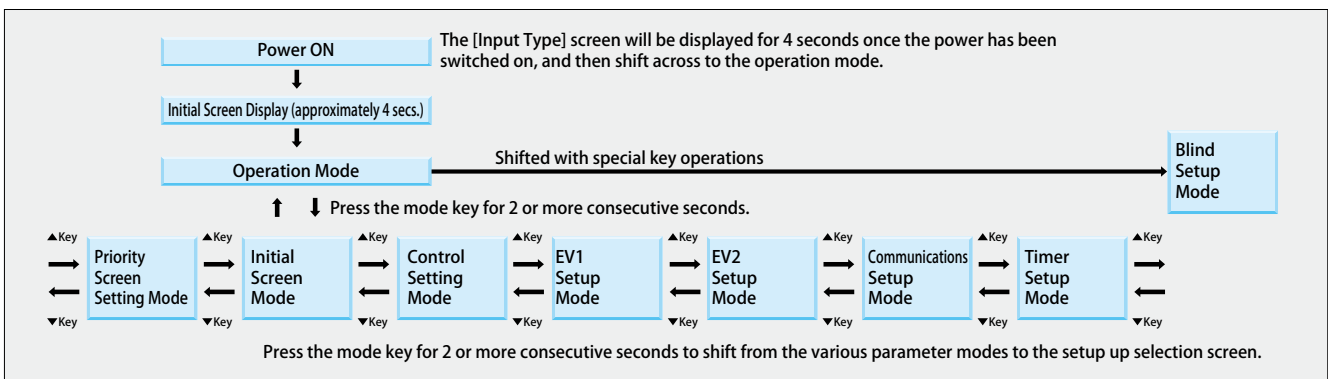 Power ON
The [Input Type] screen will be displayed for 4 seconds once the power has been
switched on, and then shift across to the operation mode.
Initial Screen Display (approximately 4 secs.)
Operation Mode
Shifted with special key operations
Blind
Setup
Mode
Press the mode key for 2 or more consecutive seconds.
▲Key
▲Key
▲Key
▲Key
▲Key
▲Key
▲Key
▲Key
Priority
Screen
Setting Mode
Initial
Screen
Mode
Control
Setting
Mode
EV1
Setup
Mode
EV2
Setup
Mode
Communications
Setup
Mode
Timer
Setup
Mode
▼Key
▼Key
▼Key
▼Key
▼Key
▼Key
▼Key
▼Key
Press the mode key for 2 or more consecutive seconds to shift from the various parameter modes to the setup up selection screen.